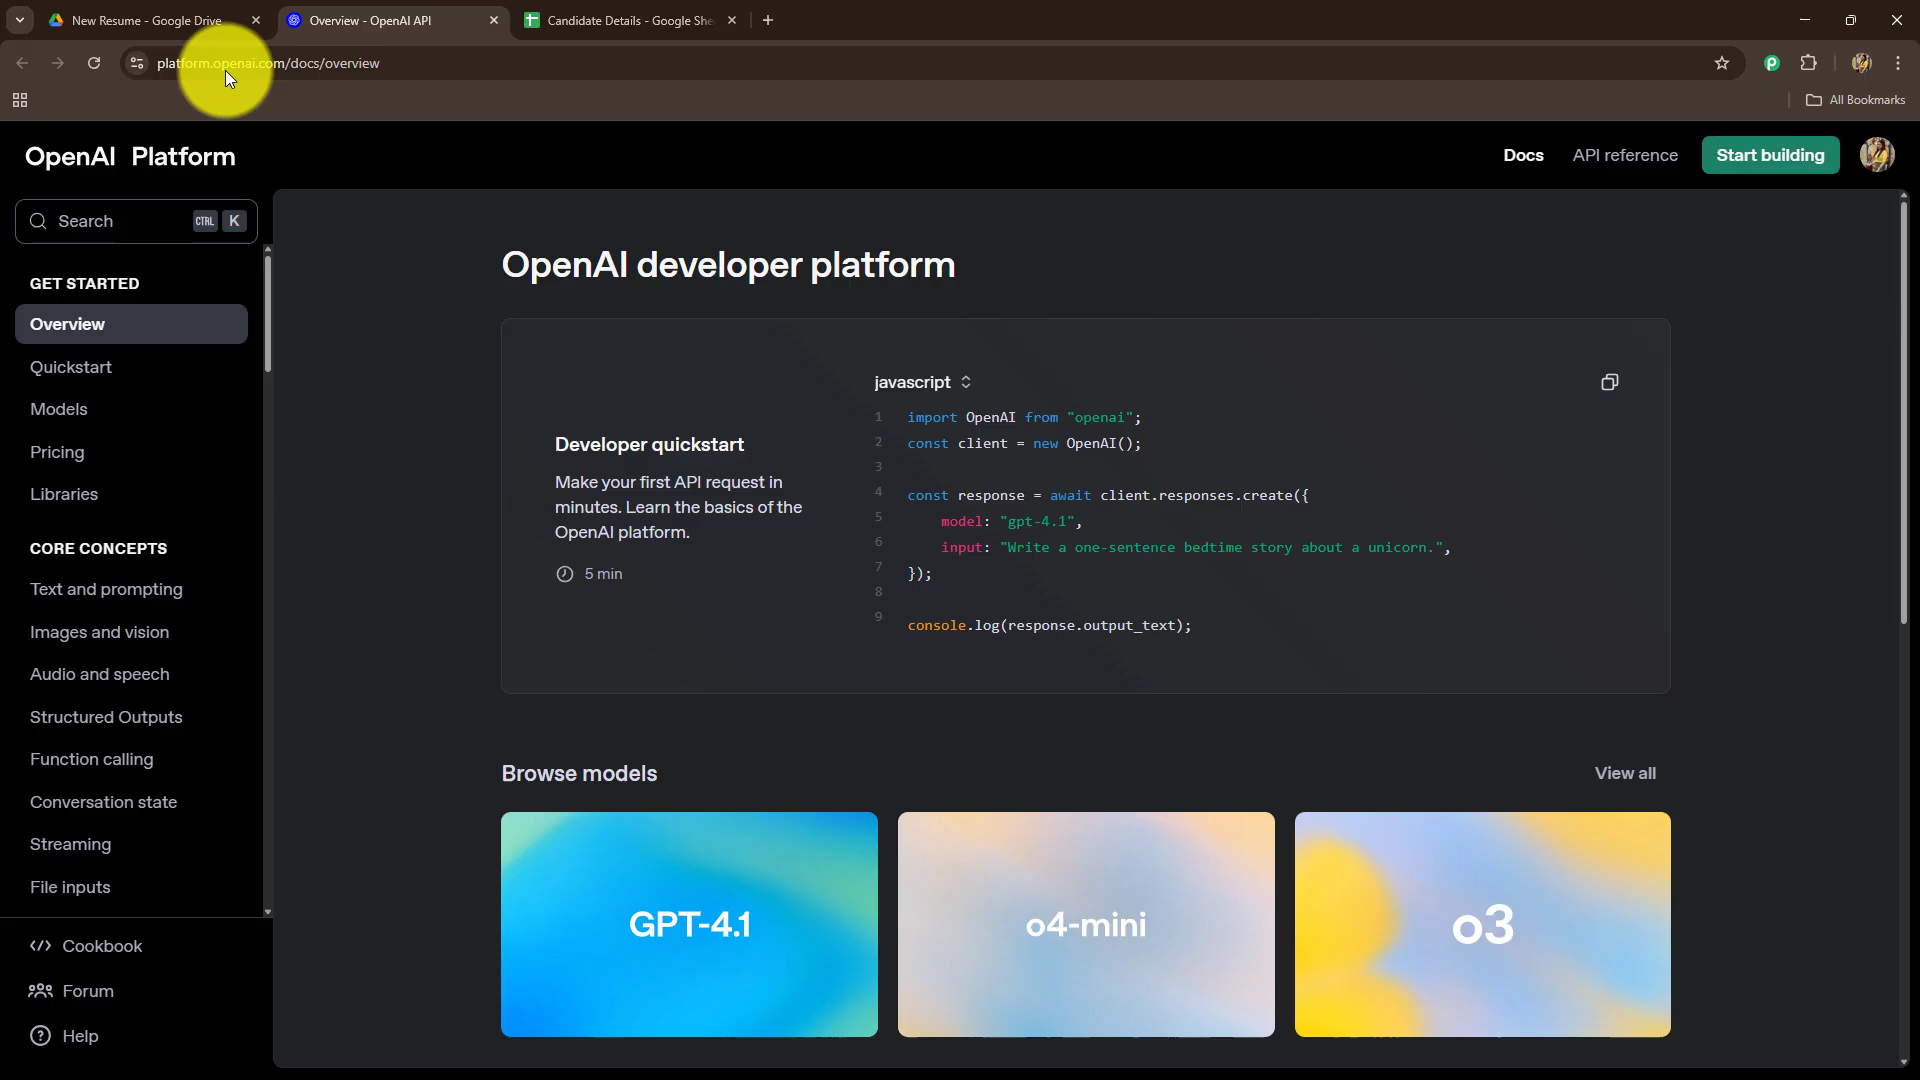 New Resume - Google Drive
Overview - OpenAI API
Candidate Details - Google She
platform.openai.com/docs/overview
All Bookmarks
OpenAI Platform
Docs
API reference
Start building
Search
CTRL
K
GET STARTED
Overview
Quickstart
Models
Pricing
Libraries
CORE CONCEPTS
Text and prompting
Images and vision
Audio and speech
Structured Outputs
Function calling
Conversation state
Streaming
File inputs
Cookbook
Forum
Help
OpenAI developer platform
Developer quickstart
Make your first API request in
minutes. Learn the basics of the
OpenAI platform.
5 min
javascript
1 import OpenAI from "openai";
2 const client = new OpenAI();
3
4 const response = await client.responses.create({
5 model: "gpt-4.1",
6 input: "Write a one-sentence bedtime story about a unicorn.",
7 });
8
9 console.log(response.output_text);
Browse models
View all
GPT-4.1
o4-mini
o3